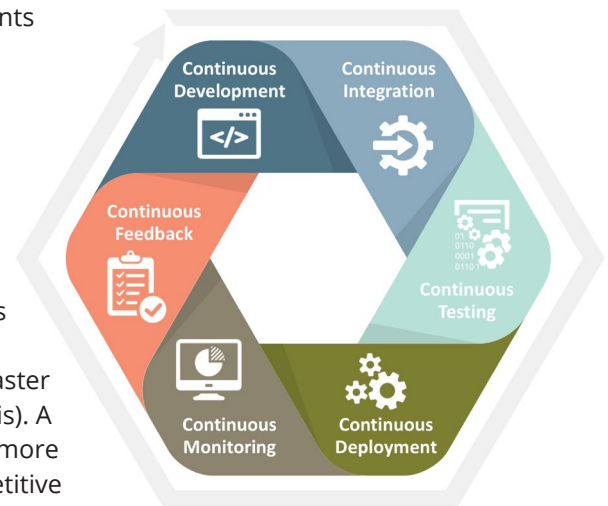 nts
s
aster
is). A
more
etitive
Continuous
Development
</>
Continuous
Integration
Continuous
Testing
01
0110
0001
0110
Continuous
Deployment
Continuous
Monitoring
Continuous
Feedback